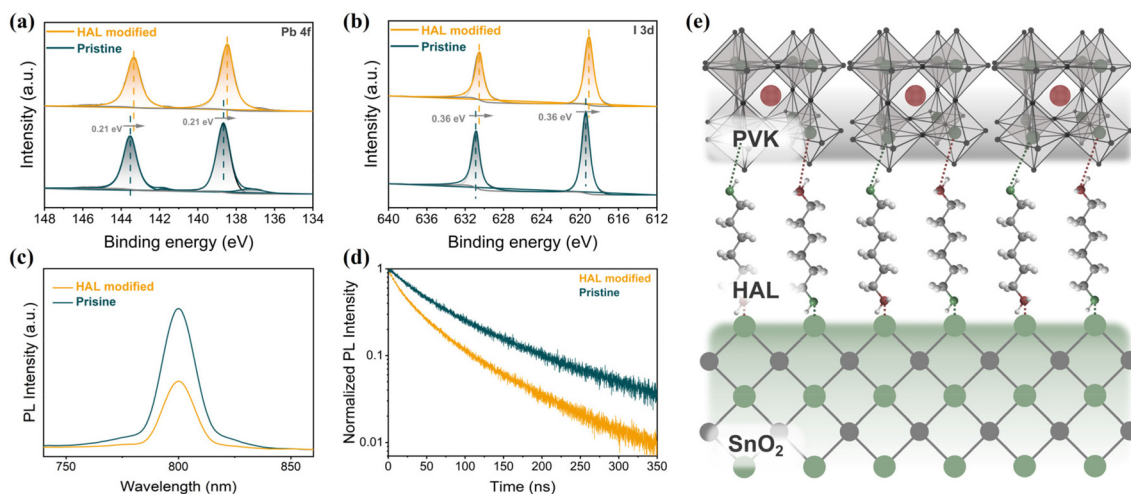 (a)
HAL modified
Pristine
Pb 4f
0.21 eV
0.21 eV
Intensity (a.u.)
148 146 144 142 140 138 136 134
Binding energy (eV)
(b)
HAL modified
Pristine
I 3d
0.36 eV
0.36 eV
Intensity (a.u.)
640 636 632 628 624 620 616 612
Binding energy (eV)
(c)
HAL modified
Prisine
PL Intensity (a.u.)
750 800 850
Wavelength (nm)
(d)
HAL modified
Pristine
Normalized PL Intensity
1
0.1
0.01
0 50 100 150 200 250 300 350
Time (ns)
(e)
PVK
HAL
SnO₂